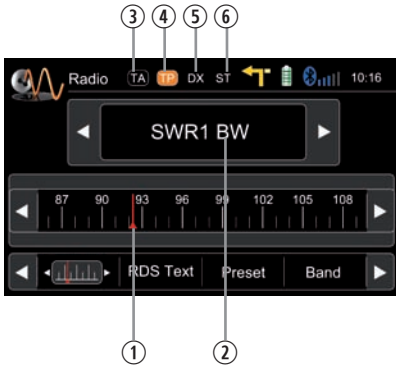 ③ ④ ⑤ ⑥
Radio TA TP DX ST 10:16
SWR1 BW
87 90 93 96 99 102 105 108
RDS Text Preset Band
① ②